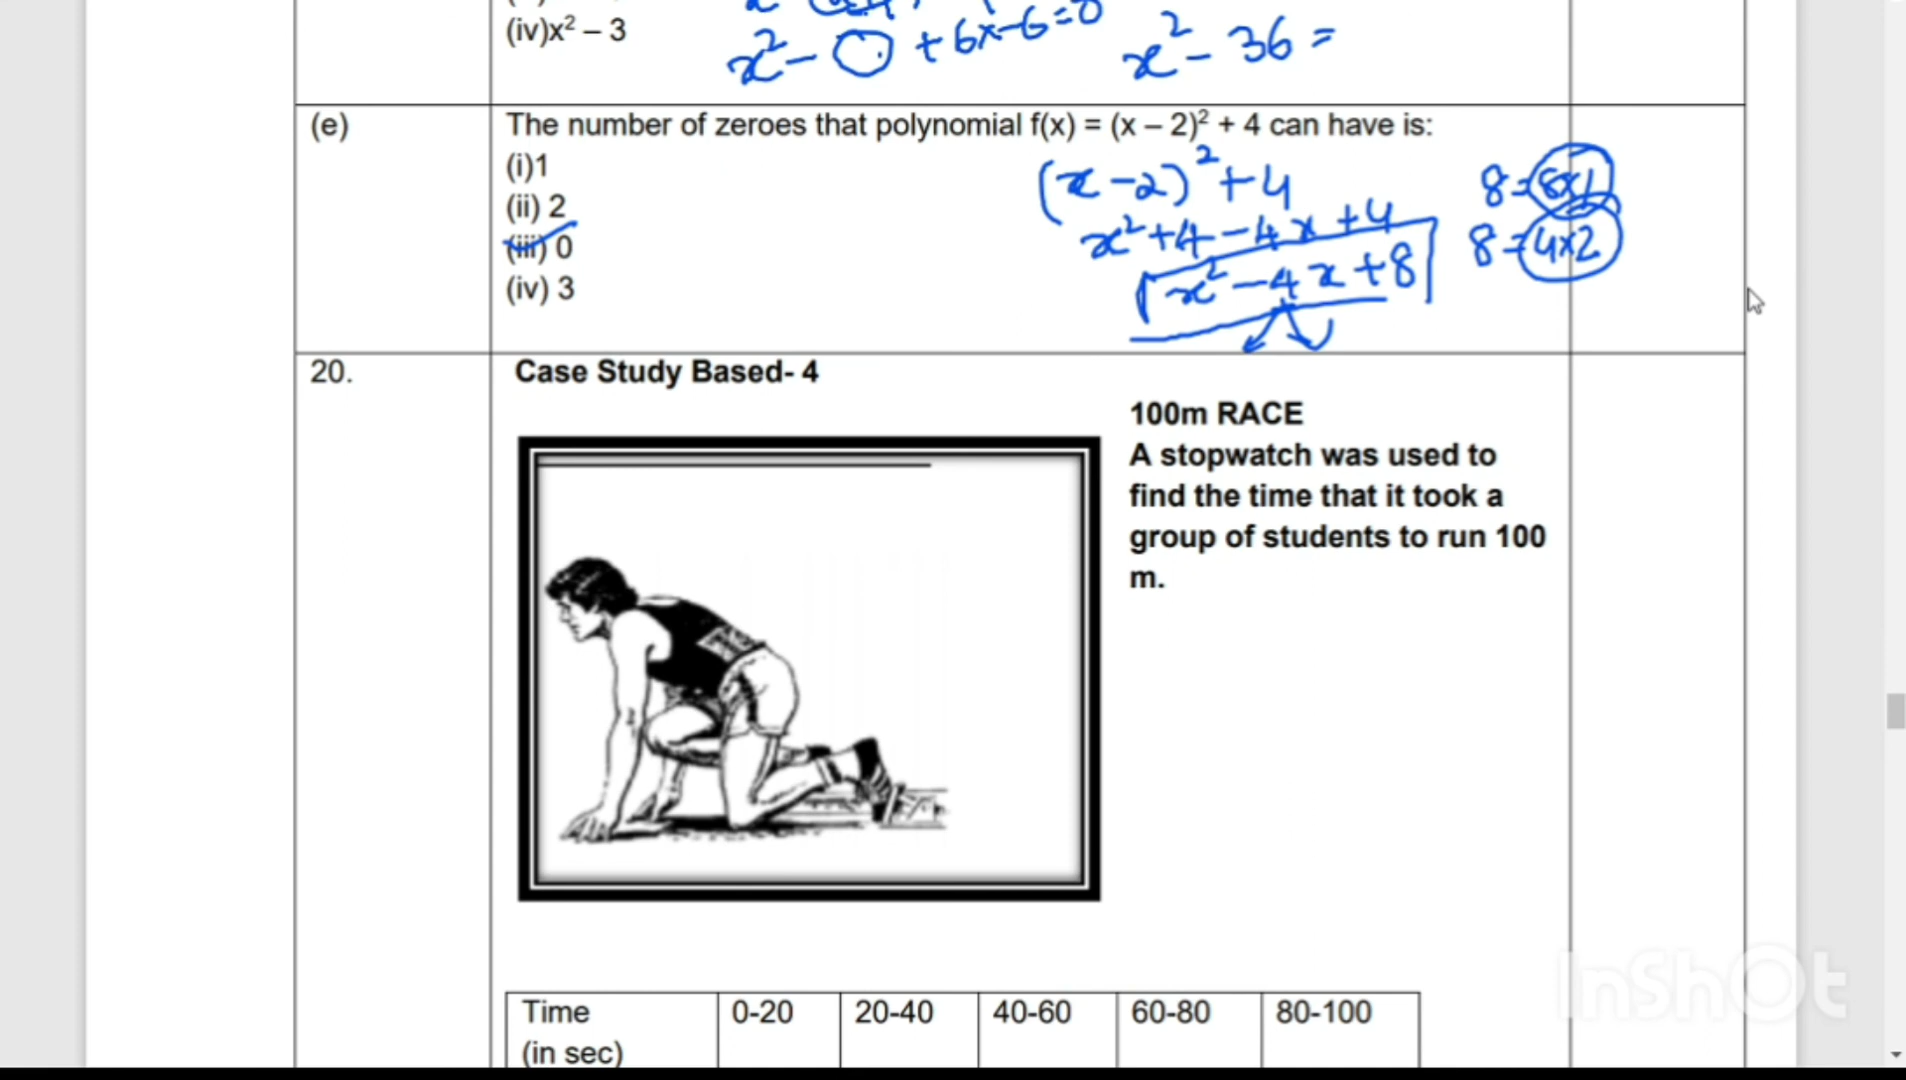 (iv)x² – 3
x² – + 6x – 6 = 0
x² – 36 =
(e)
The number of zeroes that polynomial f(x) = (x – 2)² + 4 can have is:
(i)1
(ii) 2
(iii) 0
(iv) 3
(x – 2)² + 4
x² + 4 – 4x + 4
x² – 4x + 8
8 = 8×1
8 = 4×2
20.
Case Study Based- 4
100m RACE
A stopwatch was used to
find the time that it took a
group of students to run 100
m.
Time
(in sec)
0-20
20-40
40-60
60-80
80-100
InShOt